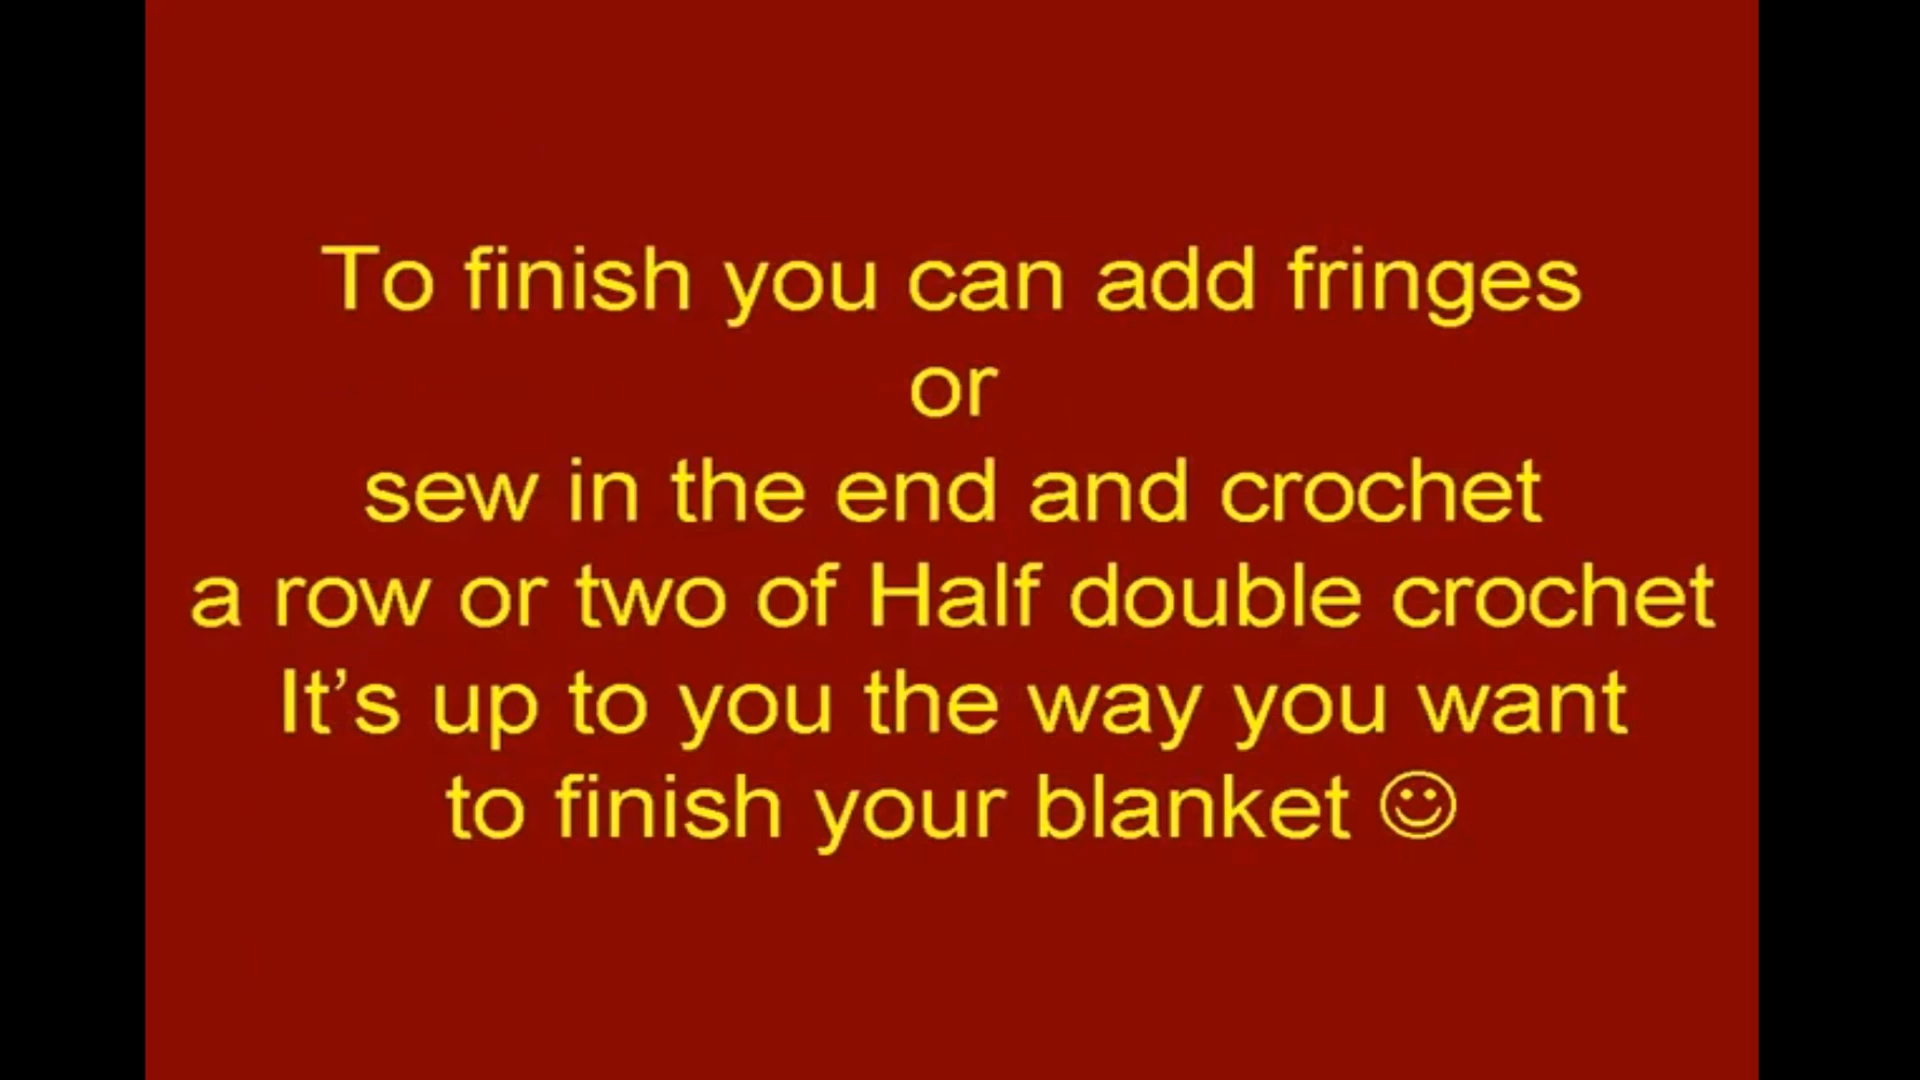 To finish you can add fringes
or
sew in the end and crochet
a row or two of Half double crochet
It’s up to you the way you want
to finish your blanket ☺